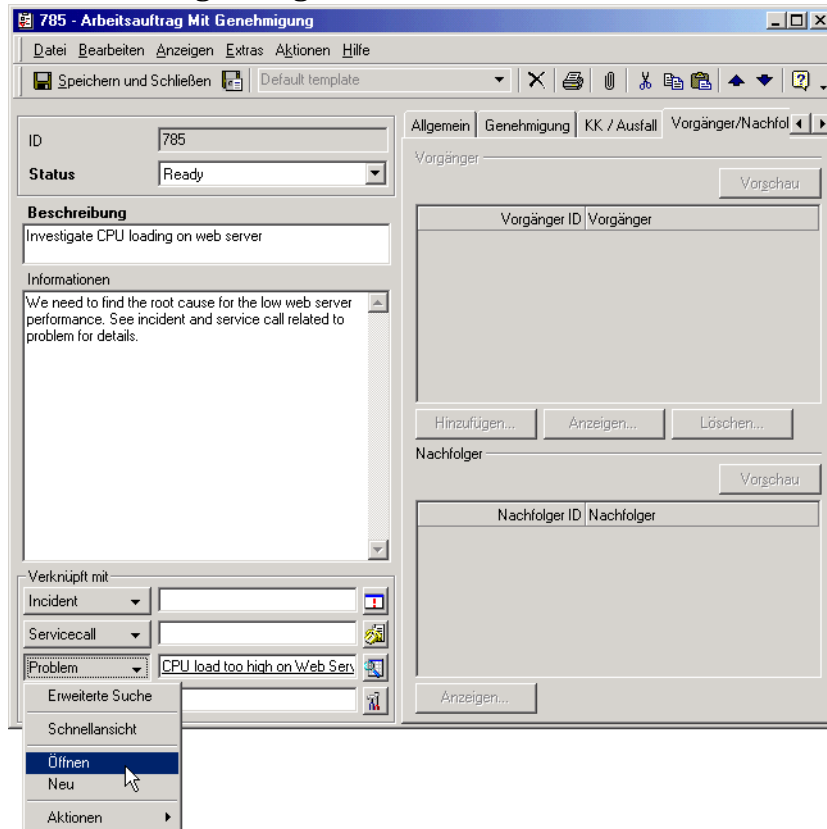 785 - Arbeitsauftrag Mit Genehmigung
Datei Bearbeiten Anzeigen Extras Aktionen Hilfe
Speichern und Schließen Default template
ID 785
Status Ready
Beschreibung
Investigate CPU loading on web server
Informationen
We need to find the root cause for the low web server
performance. See incident and service call related to
problem for details.
Verknüpft mit
Incident
Servicecall
Problem CPU load too high on Web Serv
Erweiterte Suche
Schnellansicht
Öffnen
Neu
Aktionen
Allgemein Genehmigung KK / Ausfall Vorgänger/Nachfol
Vorgänger
Vorschau
Vorgänger ID Vorgänger
Hinzufügen... Anzeigen... Löschen...
Nachfolger
Vorschau
Nachfolger ID Nachfolger
Anzeigen...